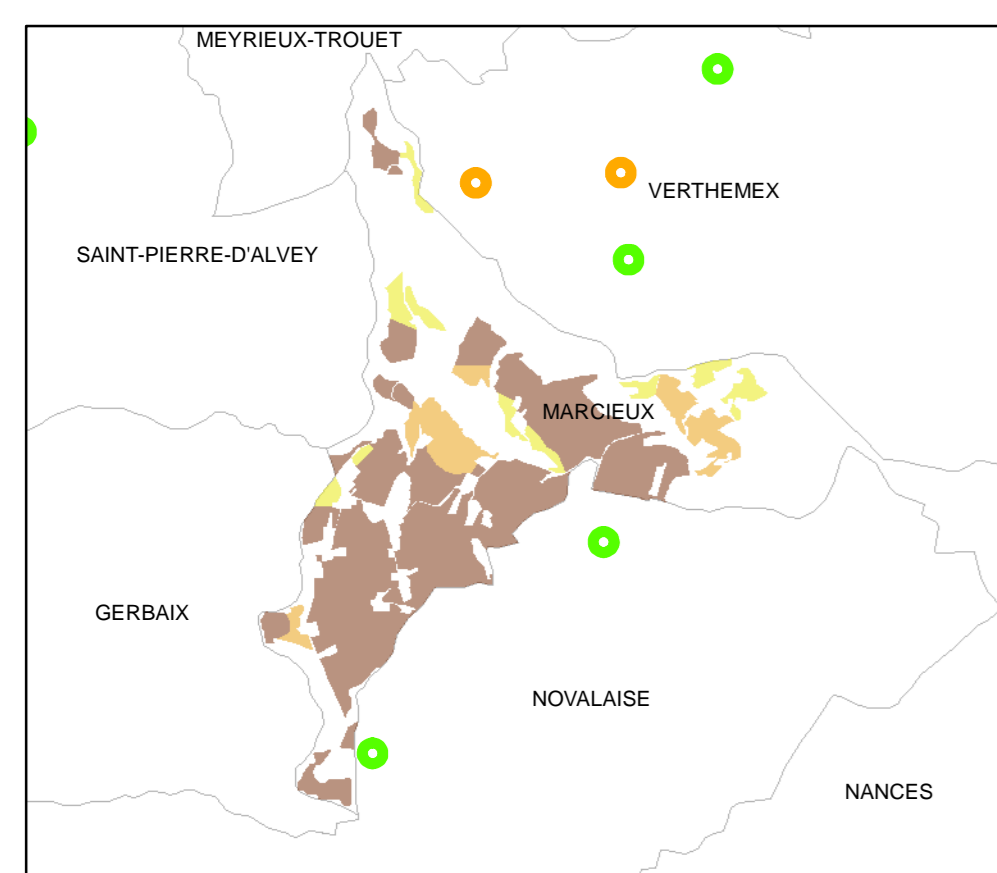 MEYRIEUX-TROUET
VERTHEMEX
SAINT-PIERRE-D'ALVEY
MARCIEUX
GERBAIX
NOVALAISE
NANCES